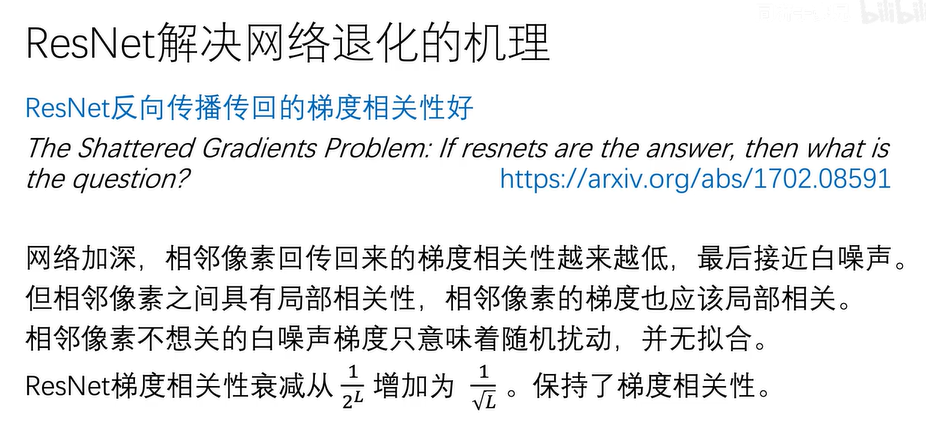 ResNet解决网络退化的机理
ResNet反向传播传回的梯度相关性好
The Shattered Gradients Problem: If resnets are the answer, then what is
the question? https://arxiv.org/abs/1702.08591
网络加深，相邻像素回传回来的梯度相关性越来越低，最后接近白噪声。
但相邻像素之间具有局部相关性，相邻像素的梯度也应该局部相关。
相邻像素不想关的白噪声梯度只意味着随机扰动，并无拟合。
ResNet梯度相关性衰减从 1/2^L 增加为 1/√L 。保持了梯度相关性。